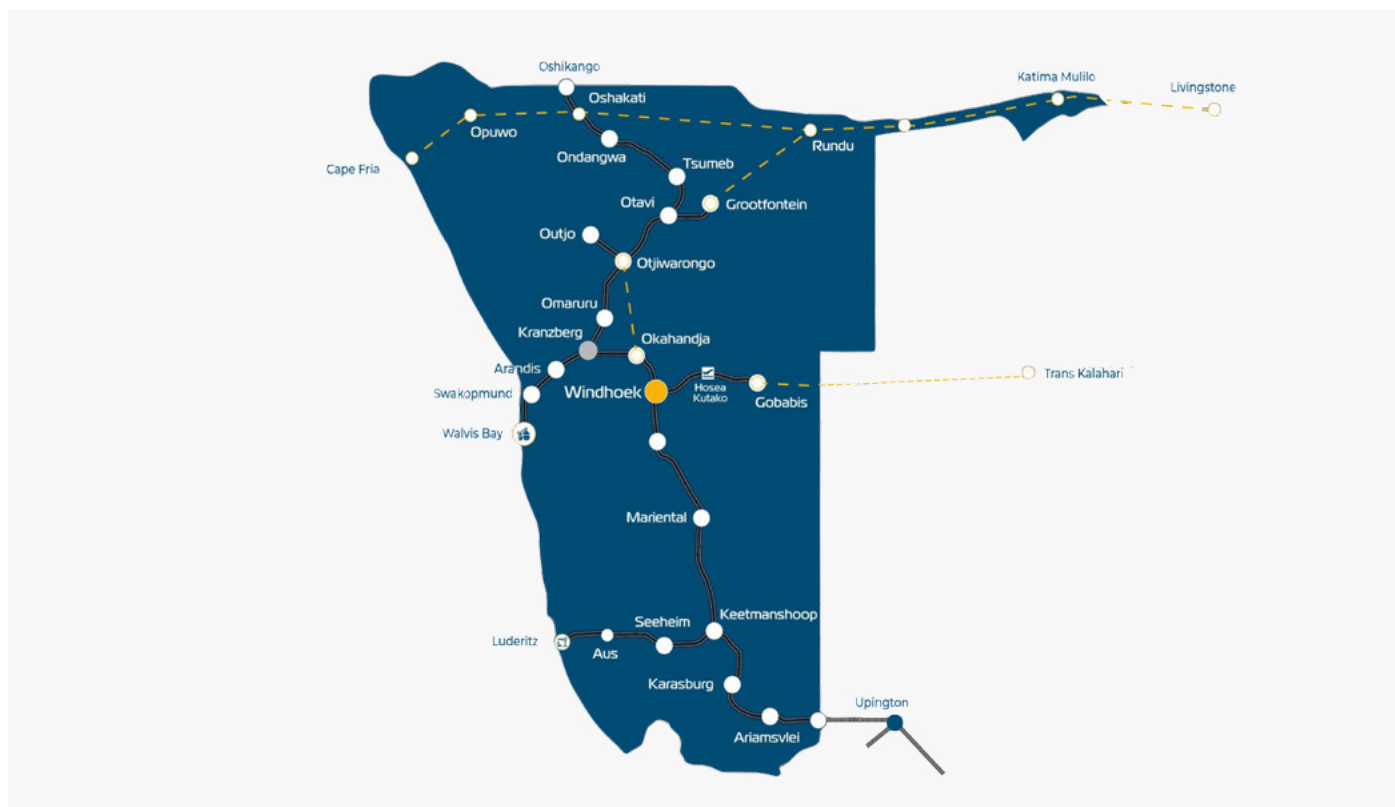 Oshikango
Katima Mulilo
Livingstone
Oshakati
Opuwo
Rundu
Ondangwa
Cape Fria
Tsumeb
Otavi
Grootfontein
Outjo
Otjiwarongo
Omaruru
Kranzberg
Okahandja
Arandis
Trans Kalahari
Swakopmund
Windhoek
Hosea
Kutako
Gobabis
Walvis Bay
Mariental
Keetmanshoop
Seeheim
Luderitz
Aus
Karasburg
Upington
Ariamsvlei